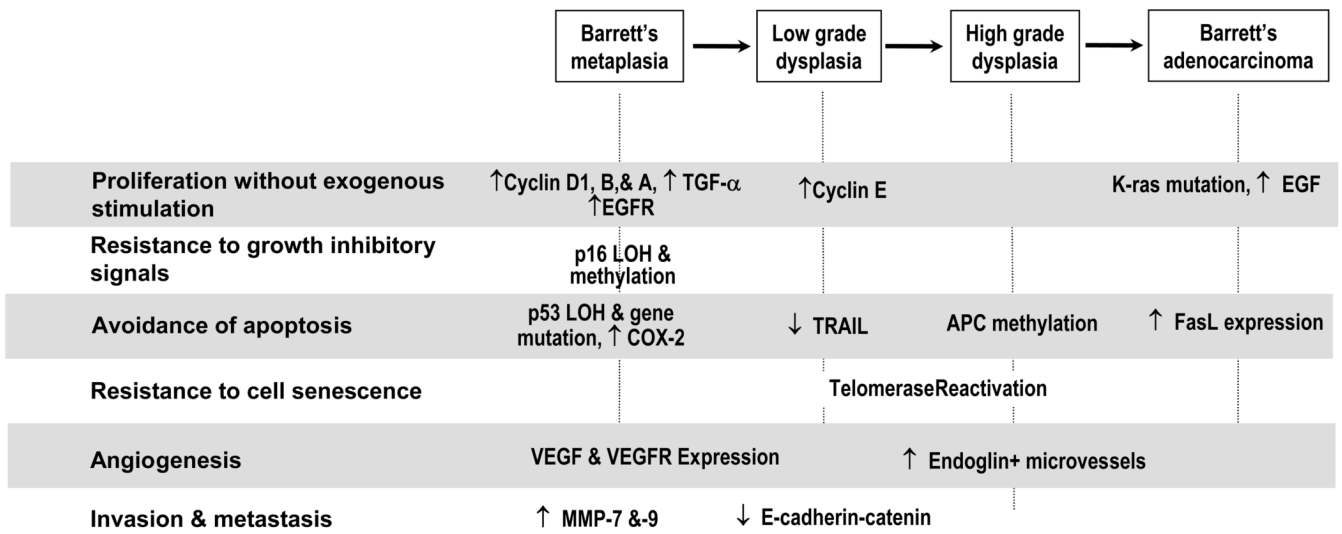 Barrett's
metaplasia
Low grade
dysplasia
High grade
dysplasia
Barrett's
adenocarcinoma
Proliferation without exogenous
stimulation
↑Cyclin D1, B,& A, ↑ TGF-α
↑EGFR
↑Cyclin E
K-ras mutation, ↑ EGF
Resistance to growth inhibitory
signals
p16 LOH &
methylation
Avoidance of apoptosis
p53 LOH & gene
mutation, ↑ COX-2
↓ TRAIL
APC methylation
↑ FasL expression
Resistance to cell senescence
TelomeraseReactivation
Angiogenesis
VEGF & VEGFR Expression
↑ Endoglin+ microvessels
Invasion & metastasis
↑ MMP-7 &-9
↓ E-cadherin-catenin